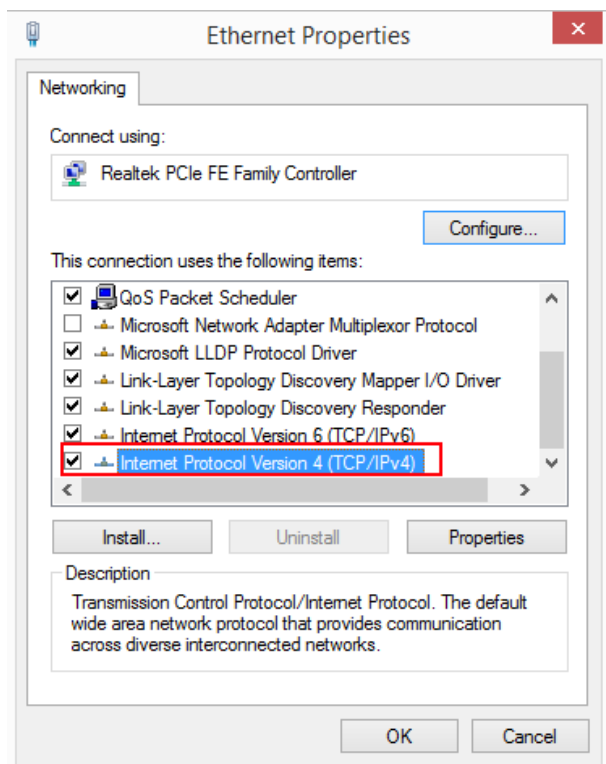 Ethernet Properties
Networking
Connect using:
Realtek PCIe FE Family Controller
Configure...
This connection uses the following items:
QoS Packet Scheduler
Microsoft Network Adapter Multiplexor Protocol
Microsoft LLDP Protocol Driver
Link-Layer Topology Discovery Mapper I/O Driver
Link-Layer Topology Discovery Responder
Internet Protocol Version 6 (TCP/IPv6)
Internet Protocol Version 4 (TCP/IPv4)
Install...
Uninstall
Properties
Description
Transmission Control Protocol/Internet Protocol. The default
wide area network protocol that provides communication
across diverse interconnected networks.
OK
Cancel